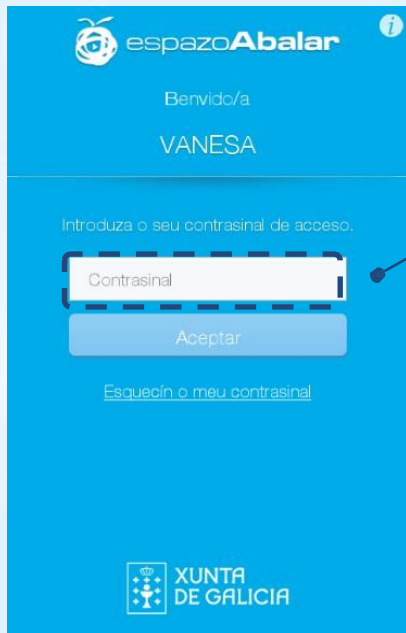 espazoAbalar
i
Benvido/a
VANESA
Introduza o seu contrasinal de acceso.
Contrasinal
Aceptar
Esquecín o meu contrasinal
XUNTA
DE GALICIA